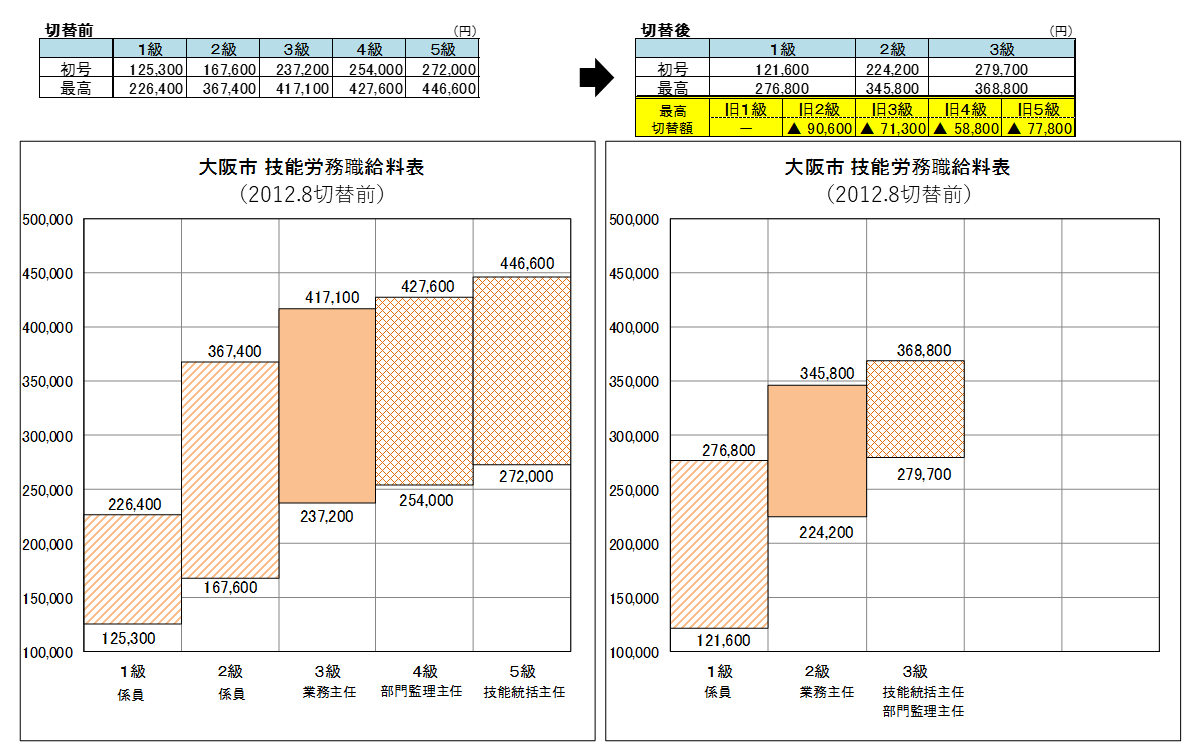 切替前
(円)
1級 2級 3級 4級 5級
初号 125,300 167,600 237,200 254,000 272,000
最高 226,400 367,400 417,100 427,600 446,600
切替後
(円)
1級 2級 3級
初号 121,600 224,200 279,700
最高 276,800 345,800 368,800
最高 旧1級 旧2級 旧3級 旧4級 旧5級
切替額 － ▲ 90,600 ▲ 71,300 ▲ 58,800 ▲ 77,800
大阪市 技能労務職給料表
(2012.8切替前)
500,000
450,000
400,000
350,000
300,000
250,000
200,000
150,000
100,000
446,600
427,600
417,100
367,400
272,000
254,000
237,200
226,400
167,600
125,300
1級 2級 3級 4級 5級
係員 係員 業務主任 部門監理主任 技能統括主任
大阪市 技能労務職給料表
(2012.8切替前)
500,000
450,000
400,000
350,000
300,000
250,000
200,000
150,000
100,000
368,800
345,800
276,800
279,700
224,200
121,600
1級 2級 3級
係員 業務主任 技能統括主任
部門監理主任